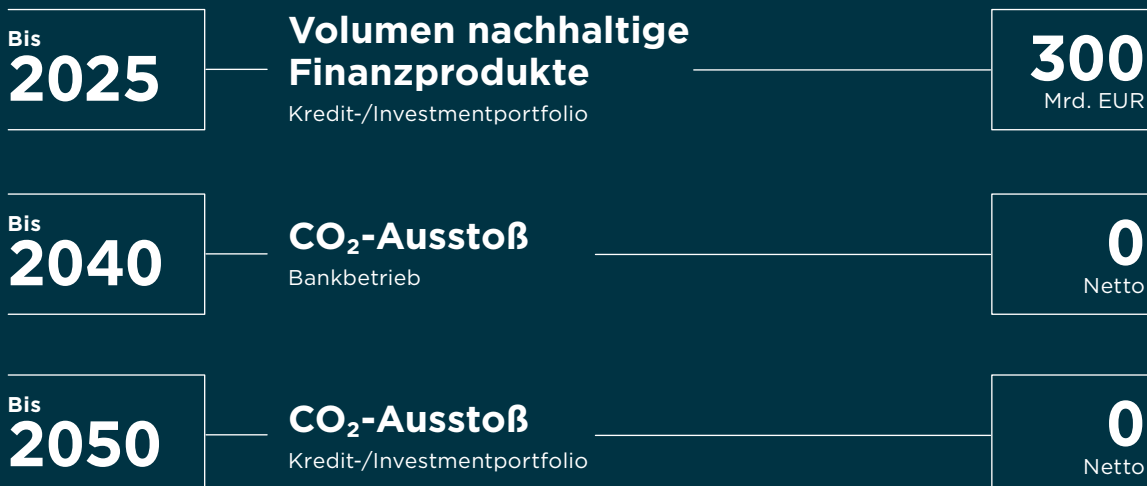 Bis
2025
Volumen nachhaltige
Finanzprodukte
Kredit-/Investmentportfolio
300
Mrd. EUR
Bis
2040
CO₂-Ausstoß
Bankbetrieb
0
Netto
Bis
2050
CO₂-Ausstoß
Kredit-/Investmentportfolio
0
Netto